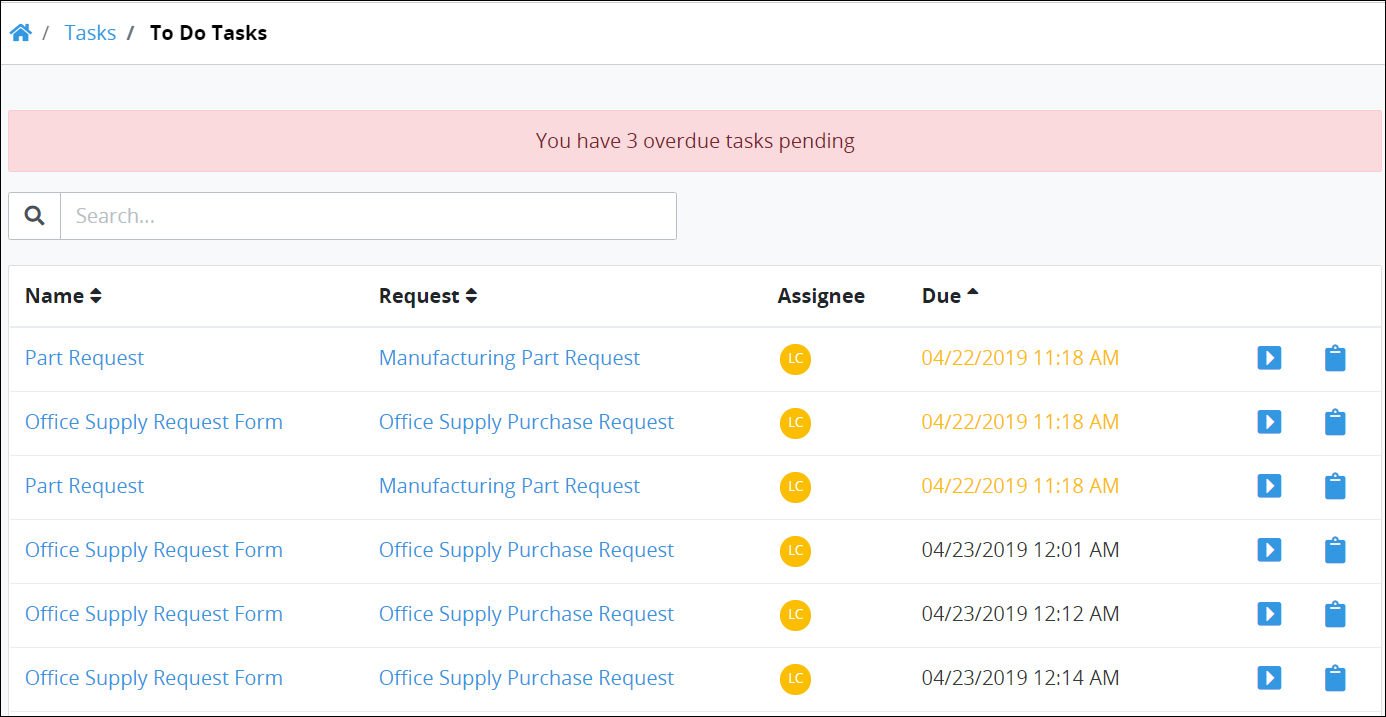 / Tasks / To Do Tasks
You have 3 overdue tasks pending
Search...
Name Request Assignee Due
Part Request Manufacturing Part Request LC 04/22/2019 11:18 AM
Office Supply Request Form Office Supply Purchase Request LC 04/22/2019 11:18 AM
Part Request Manufacturing Part Request LC 04/22/2019 11:18 AM
Office Supply Request Form Office Supply Purchase Request LC 04/23/2019 12:01 AM
Office Supply Request Form Office Supply Purchase Request LC 04/23/2019 12:12 AM
Office Supply Request Form Office Supply Purchase Request LC 04/23/2019 12:14 AM